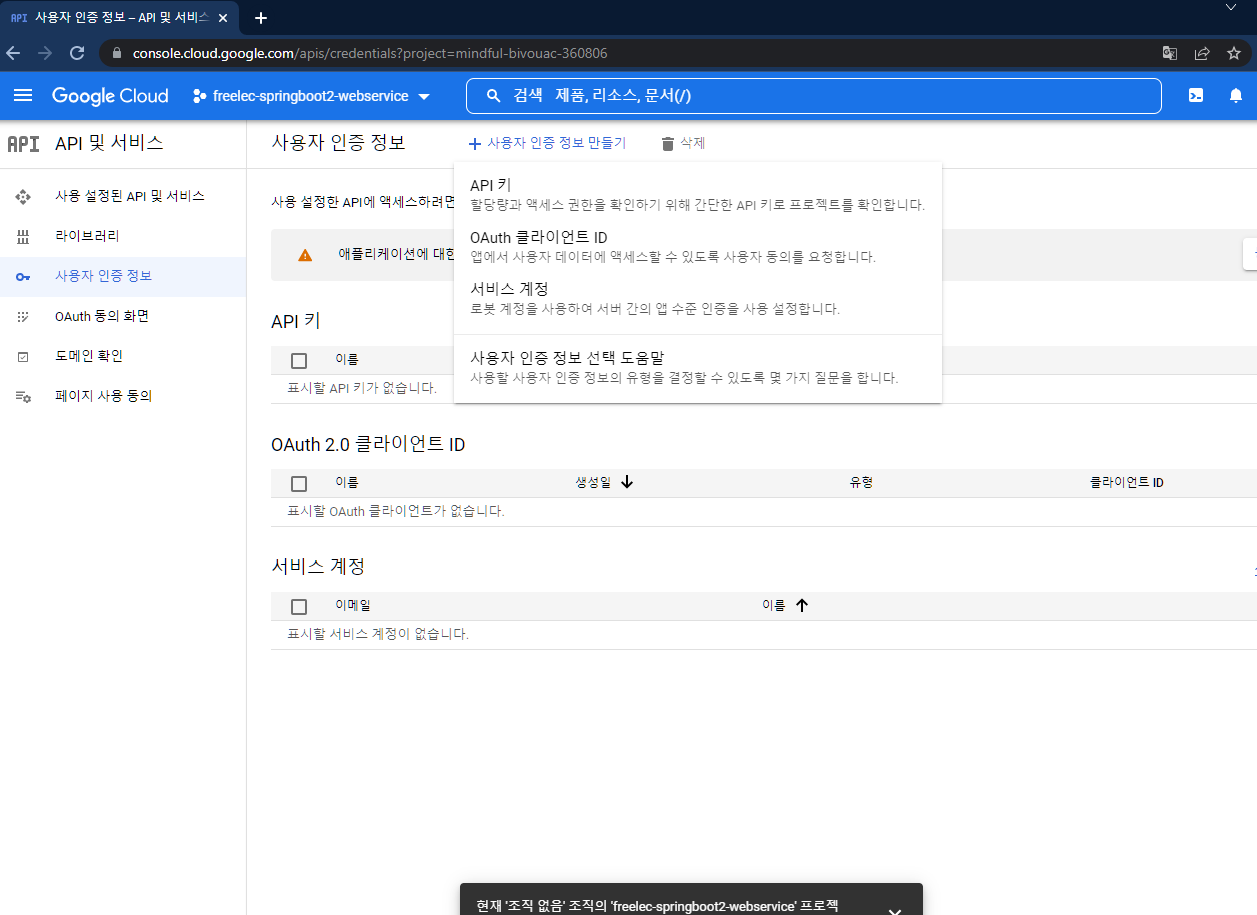 API 사용자 인증 정보 – API 및 서비스
console.cloud.google.com/apis/credentials?project=mindful-bivouac-360806
Google Cloud freelec-springboot2-webservice 검색 제품, 리소스, 문서(/)
API API 및 서비스
사용 설정된 API 및 서비스
라이브러리
사용자 인증 정보
OAuth 동의 화면
도메인 확인
페이지 사용 동의
사용자 인증 정보 + 사용자 인증 정보 만들기 삭제
API 키
할당량과 액세스 권한을 확인하기 위해 간단한 API 키로 프로젝트를 확인합니다.
OAuth 클라이언트 ID
앱에서 사용자 데이터에 액세스할 수 있도록 사용자 동의를 요청합니다.
서비스 계정
로봇 계정을 사용하여 서버 간의 앱 수준 인증을 사용 설정합니다.
사용자 인증 정보 선택 도움말
사용할 사용자 인증 정보의 유형을 결정할 수 있도록 몇 가지 질문을 합니다.
사용 설정한 API에 액세스하려면
애플리케이션에 대한
API 키
이름
표시할 API 키가 없습니다.
OAuth 2.0 클라이언트 ID
이름 생성일 유형 클라이언트 ID
표시할 OAuth 클라이언트가 없습니다.
서비스 계정
이메일 이름
표시할 서비스 계정이 없습니다.
현재 '조직 없음' 조직의 'freelec-springboot2-webservice' 프로젝